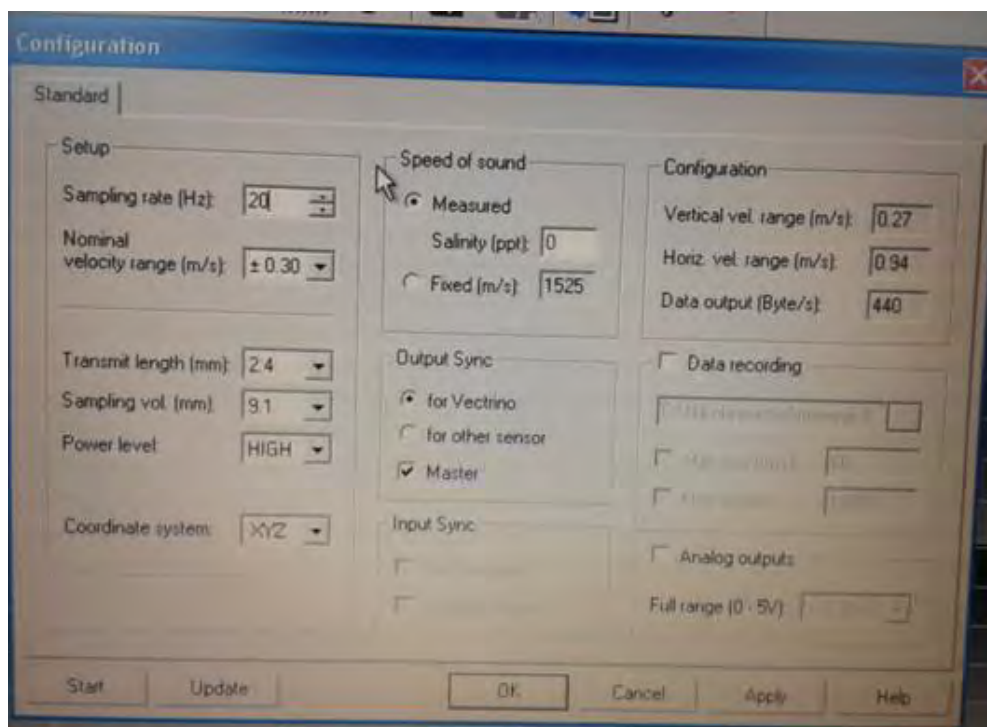 Configuration
Standard
Setup
Sampling rate (Hz): 20
Nominal
velocity range (m/s): ± 0.30
Transmit length (mm): 2.4
Sampling vol. (mm): 9.1
Power level: HIGH
Coordinate system: XYZ
Speed of sound
Measured
Salinity (ppt): 0
Fixed (m/s): 1525
Output Sync
for Vectrino
for other sensor
Master
Input Sync
Configuration
Vertical vel. range (m/s): 0.27
Horiz. vel. range (m/s): 0.94
Data output (Byte/s): 440
Data recording
Analog outputs
Full range (0 - 5V):
Start
Update
OK
Cancel
Apply
Help